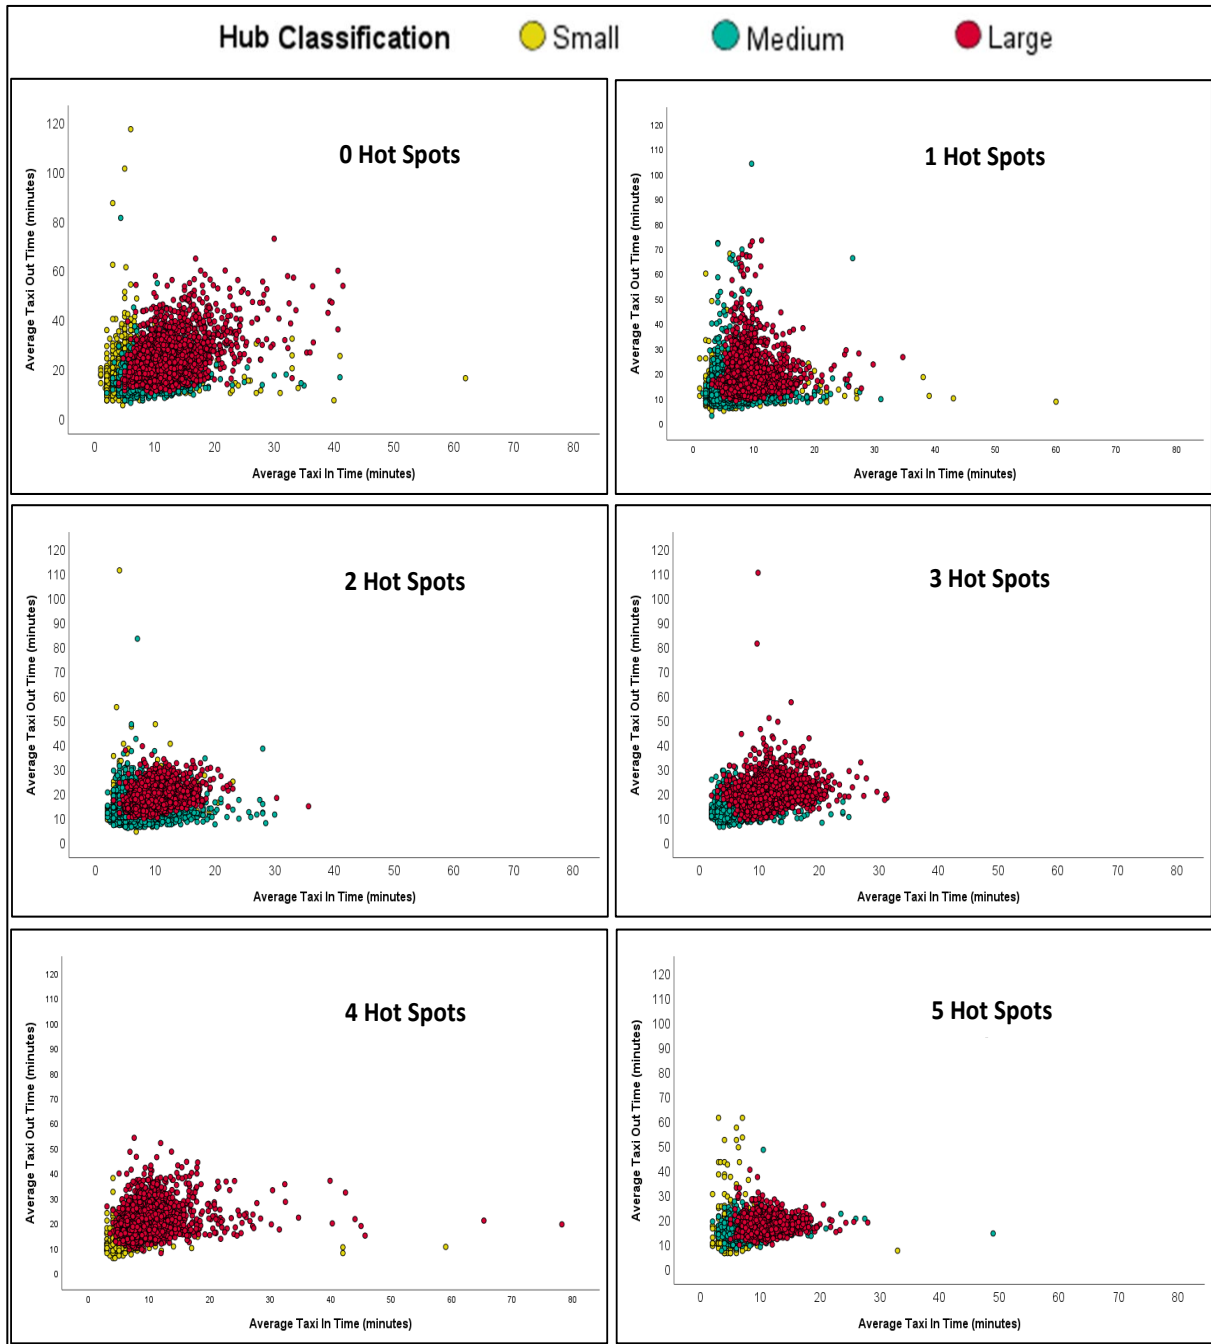 Hub Classification Small Medium Large
0 Hot Spots
Average Taxi Out Time (minutes)
120
100
80
60
40
20
0
0 10 20 30 40 50 60 70 80
Average Taxi In Time (minutes)
1 Hot Spots
Average Taxi Out Time (minutes)
120
110
100
90
80
70
60
50
40
30
20
10
0
0 10 20 30 40 50 60 70 80
Average Taxi In Time (minutes)
2 Hot Spots
Average Taxi Out Time (minutes)
120
110
100
90
80
70
60
50
40
30
20
10
0
0 10 20 30 40 50 60 70 80
Average Taxi In Time (minutes)
3 Hot Spots
Average Taxi Out Time (minutes)
120
110
100
90
80
70
60
50
40
30
20
10
0
0 10 20 30 40 50 60 70 80
Average Taxi In Time (minutes)
4 Hot Spots
Average Taxi Out Time (minutes)
120
110
100
90
80
70
60
50
40
30
20
10
0
0 10 20 30 40 50 60 70 80
Average Taxi In Time (minutes)
5 Hot Spots
Average Taxi Out Time (minutes)
120
110
100
90
80
70
60
50
40
30
20
10
0
0 10 20 30 40 50 60 70 80
Average Taxi In Time (minutes)